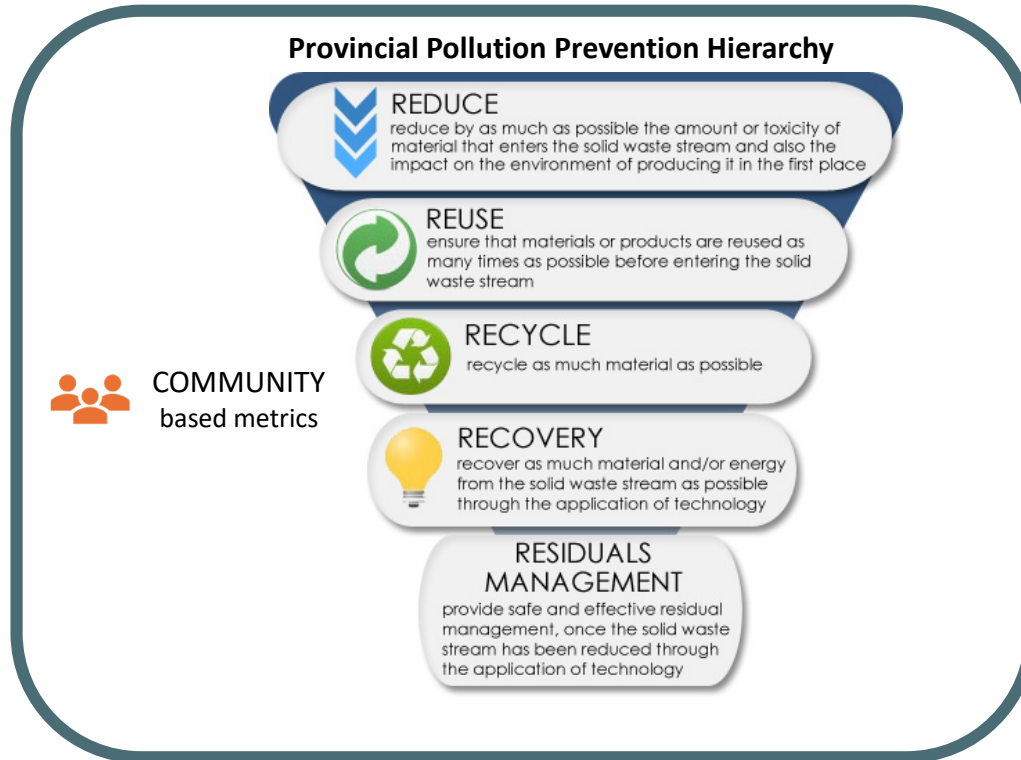 Provincial Pollution Prevention Hierarchy
REDUCE
reduce by as much as possible the amount or toxicity of
material that enters the solid waste stream and also the
impact on the environment of producing it in the first place
REUSE
ensure that materials or products are reused as
many times as possible before entering the solid
waste stream
RECYCLE
recycle as much material as possible
COMMUNITY
based metrics
RECOVERY
recover as much material and/or energy
from the solid waste stream as possible
through the application of technology
RESIDUALS
MANAGEMENT
provide safe and effective residual
management, once the solid waste
stream has been reduced through
the application of technology